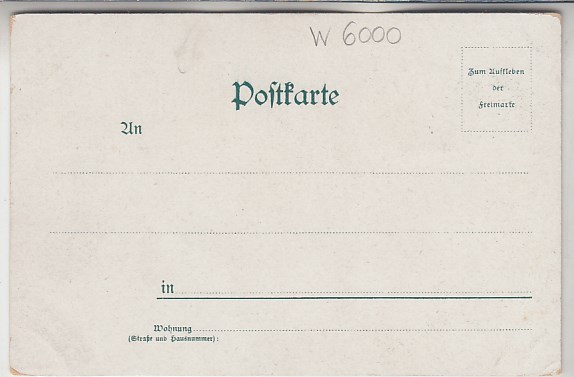 W 6000
Postkarte
Zum Aufkleben
der
Freimarke
An
in
Wohnung
(Straße und Hausnummer):